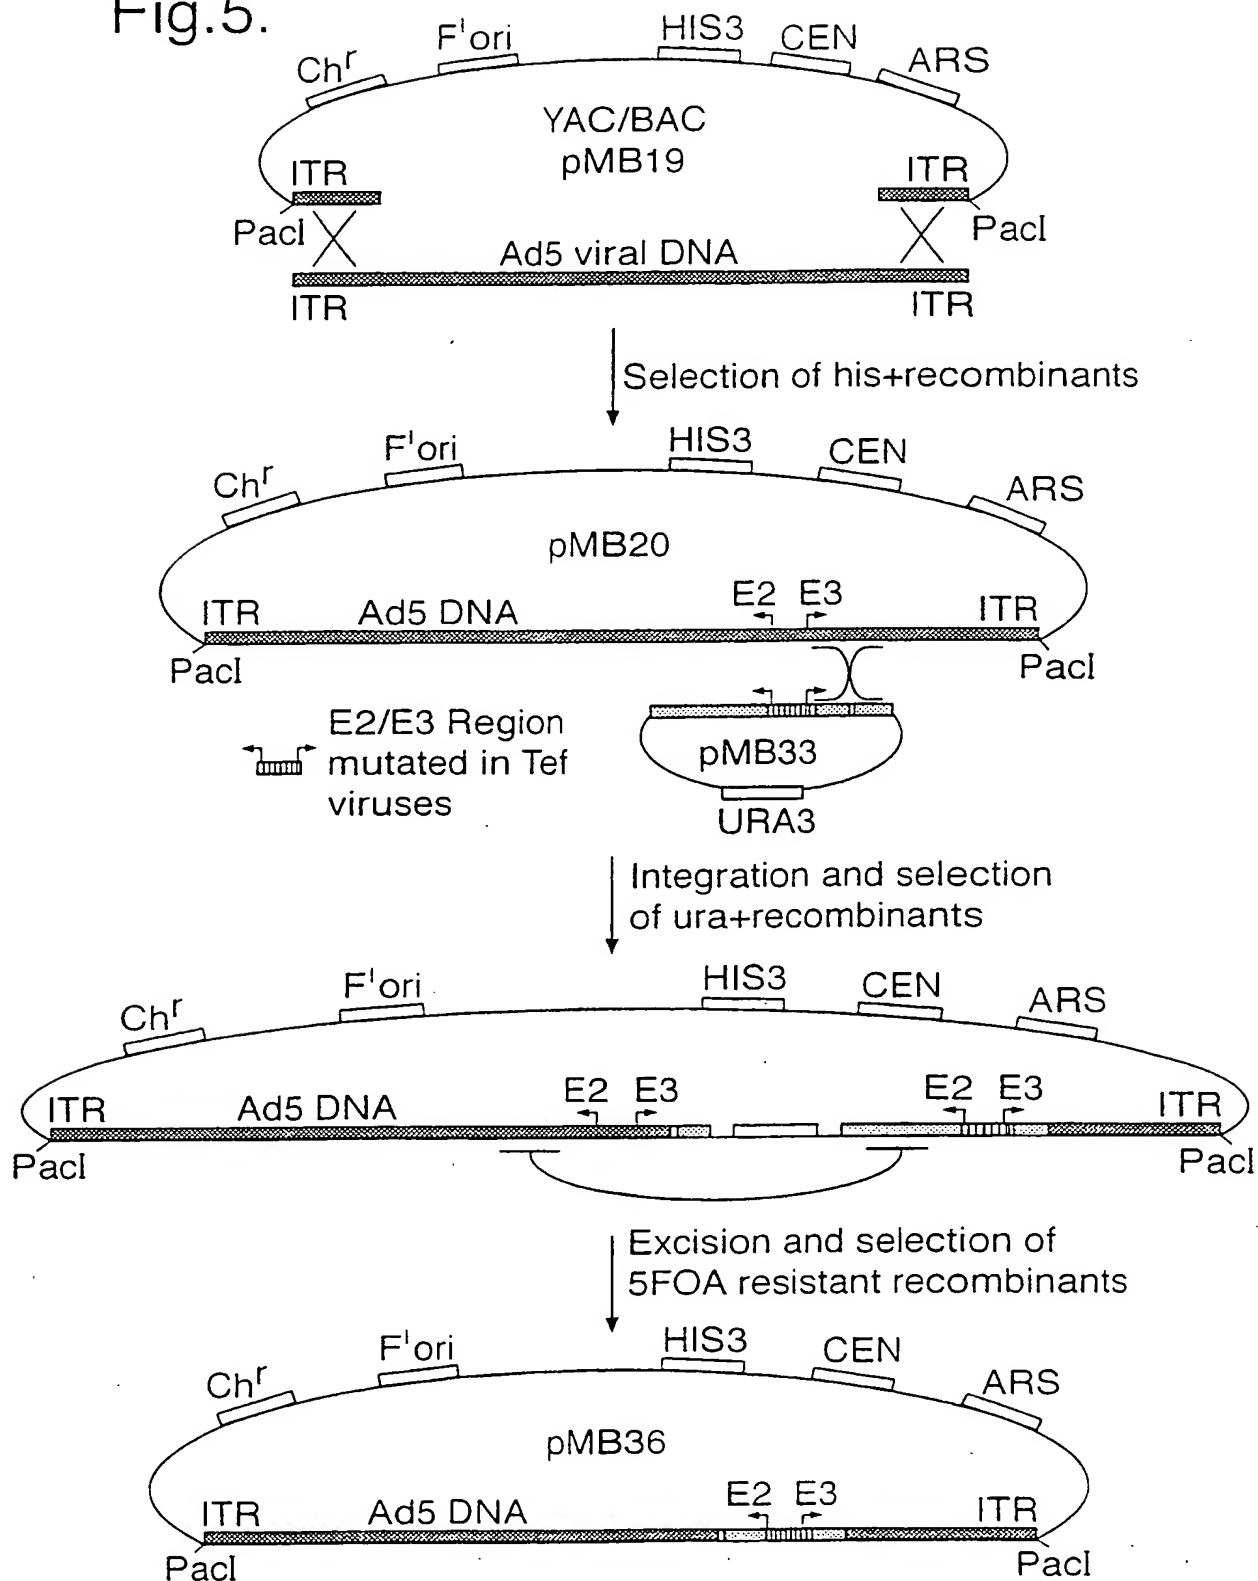 Fig.5.
Chr
F'ori
HIS3
CEN
ARS
YAC/BAC
pMB19
ITR
ITR
PacI
PacI
Ad5 viral DNA
ITR
ITR
Selection of his+recombinants
Chr
F'ori
HIS3
CEN
ARS
pMB20
ITR
Ad5 DNA
E2
E3
ITR
PacI
PacI
E2/E3 Region
mutated in Tef
viruses
pMB33
URA3
Integration and selection
of ura+recombinants
Chr
F'ori
HIS3
CEN
ARS
ITR
Ad5 DNA
E2
E3
E2
E3
ITR
PacI
PacI
Excision and selection of
5FOA resistant recombinants
Chr
F'ori
HIS3
CEN
ARS
pMB36
ITR
Ad5 DNA
E2
E3
ITR
PacI
PacI